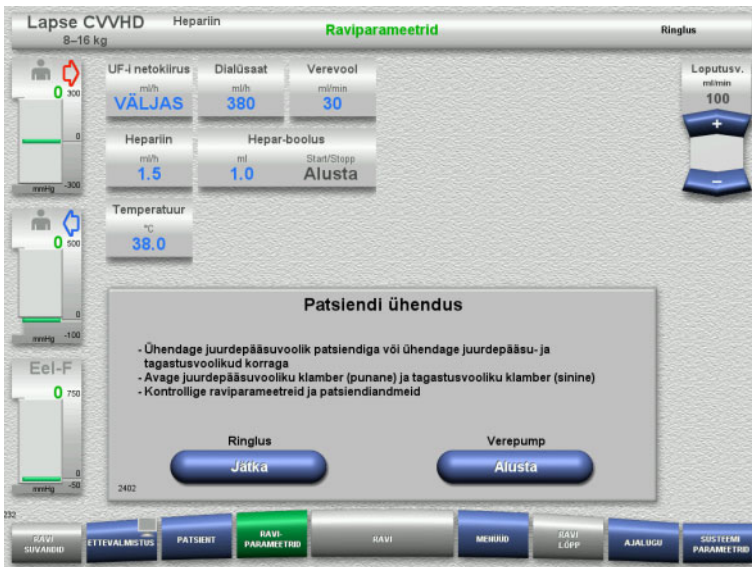 Lapse CVVHD
Hepariin
8–16 kg
Raviparameetrid
Ringlus
0
300
0
-300
mmHg
UF-i netokiirus
ml/h
VÄLJAS
Dialüsaat
ml/h
380
Verevool
ml/min
30
Loputusv.
ml/min
100
+
–
Hepariin
ml/h
1.5
Hepar-boolus
ml
1.0
Start/Stopp
Alusta
Temperatuur
°C
38.0
0
500
0
-100
mmHg
Eel-F
0
750
0
-50
mmHg
Patsiendi ühendus
- Ühendage juurdepääsuvoolik patsiendiga või ühendage juurdepääsu- ja
tagastusvoolikud korraga
- Avage juurdepääsuvooliku klamber (punane) ja tagastusvooliku klamber (sinine)
- Kontrollige raviparameetreid ja patsiendiandmeid
Ringlus
Jätka
Verepump
Alusta
2402
232
RAVI
SUVANDID
ETTEVALMISTUS
PATSIENT
RAVI-
PARAMEETRID
RAVI
MENÜÜD
RAVI
LÕPP
AJALUGU
SÜSTEEMI
PARAMEETRID